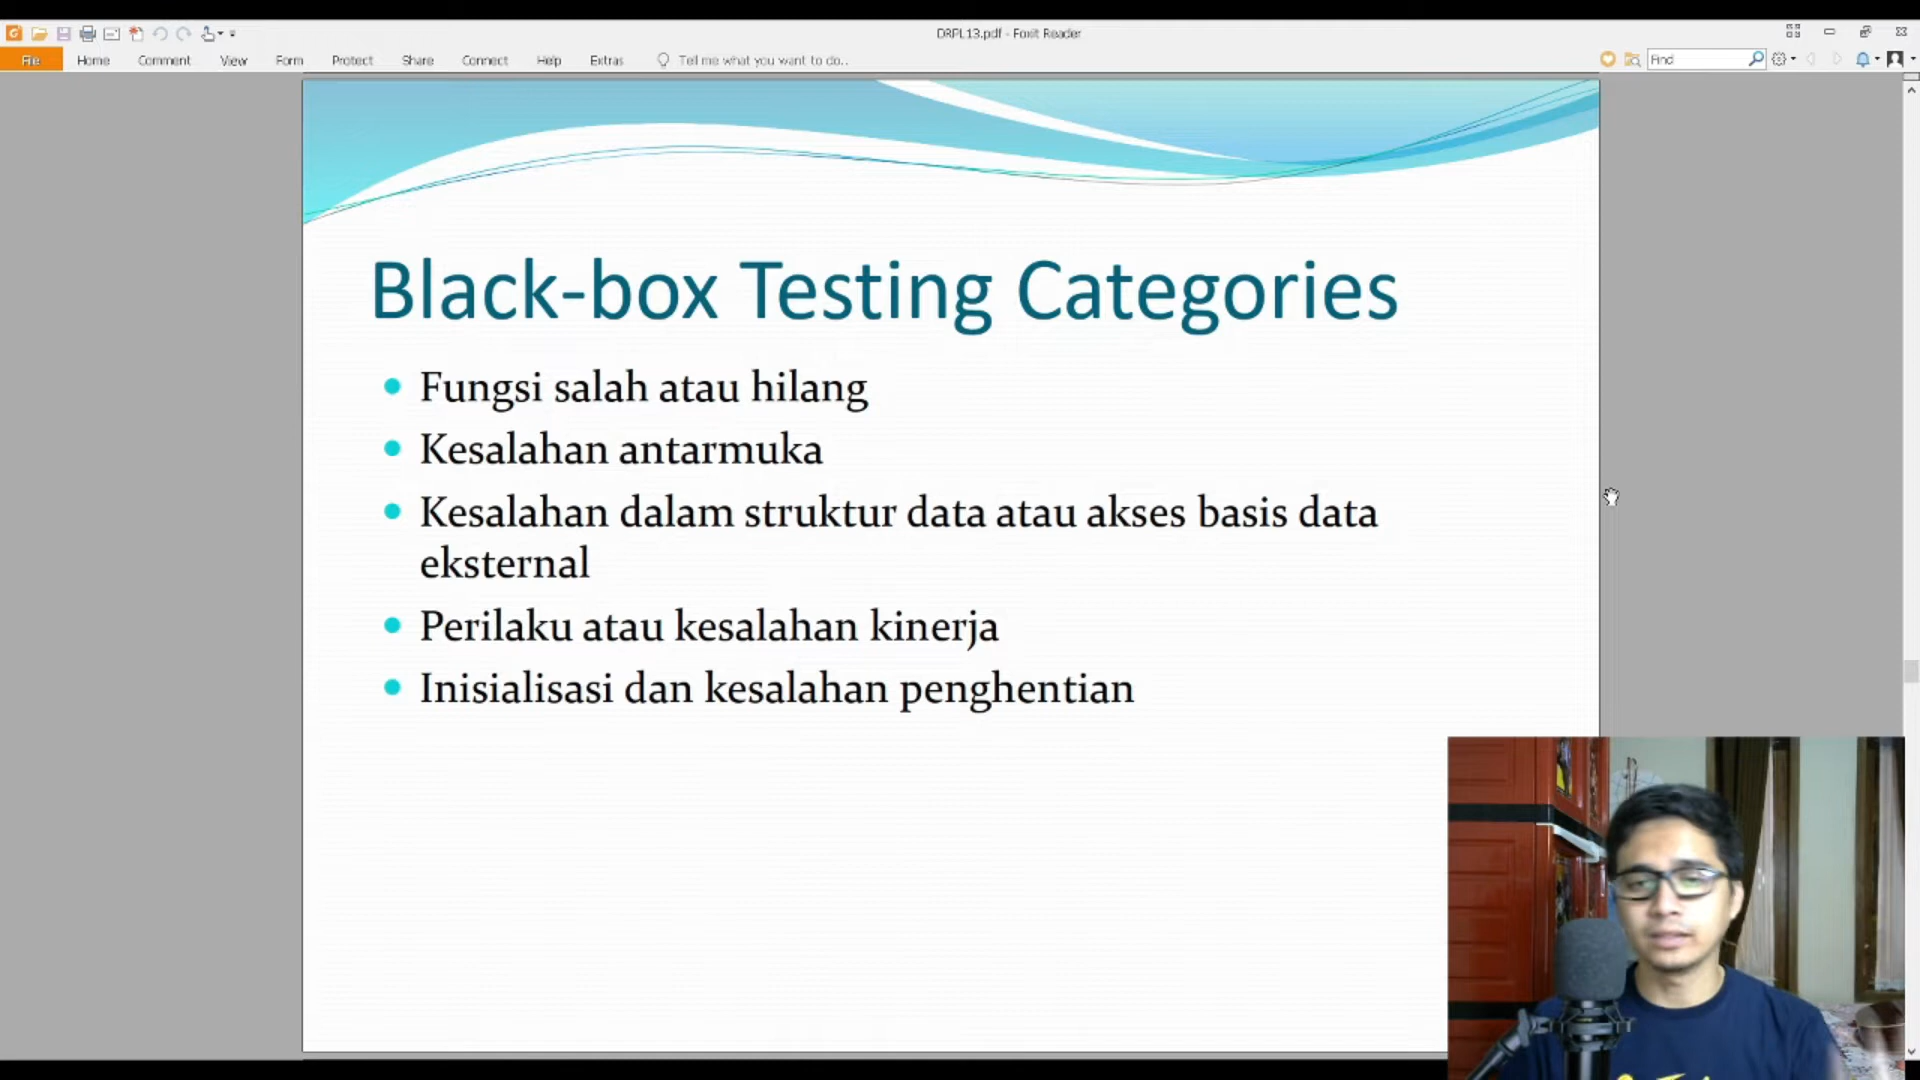 DRPL13.pdf - Foxit Reader
File Home Comment View Form Protect Share Connect Help Extras Tell me what you want to do.. Find
Black-box Testing Categories
Fungsi salah atau hilang
Kesalahan antarmuka
Kesalahan dalam struktur data atau akses basis data
eksternal
Perilaku atau kesalahan kinerja
Inisialisasi dan kesalahan penghentian